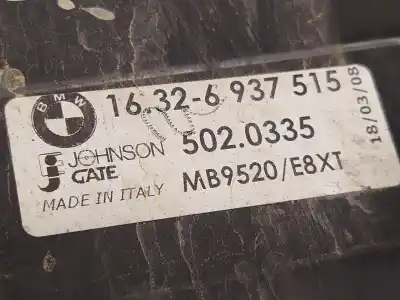 BMW
16.32-6 937 515
JOHNSON
GATE
502.0335
MADE IN ITALY
MB9520/E8XT
18/03/08